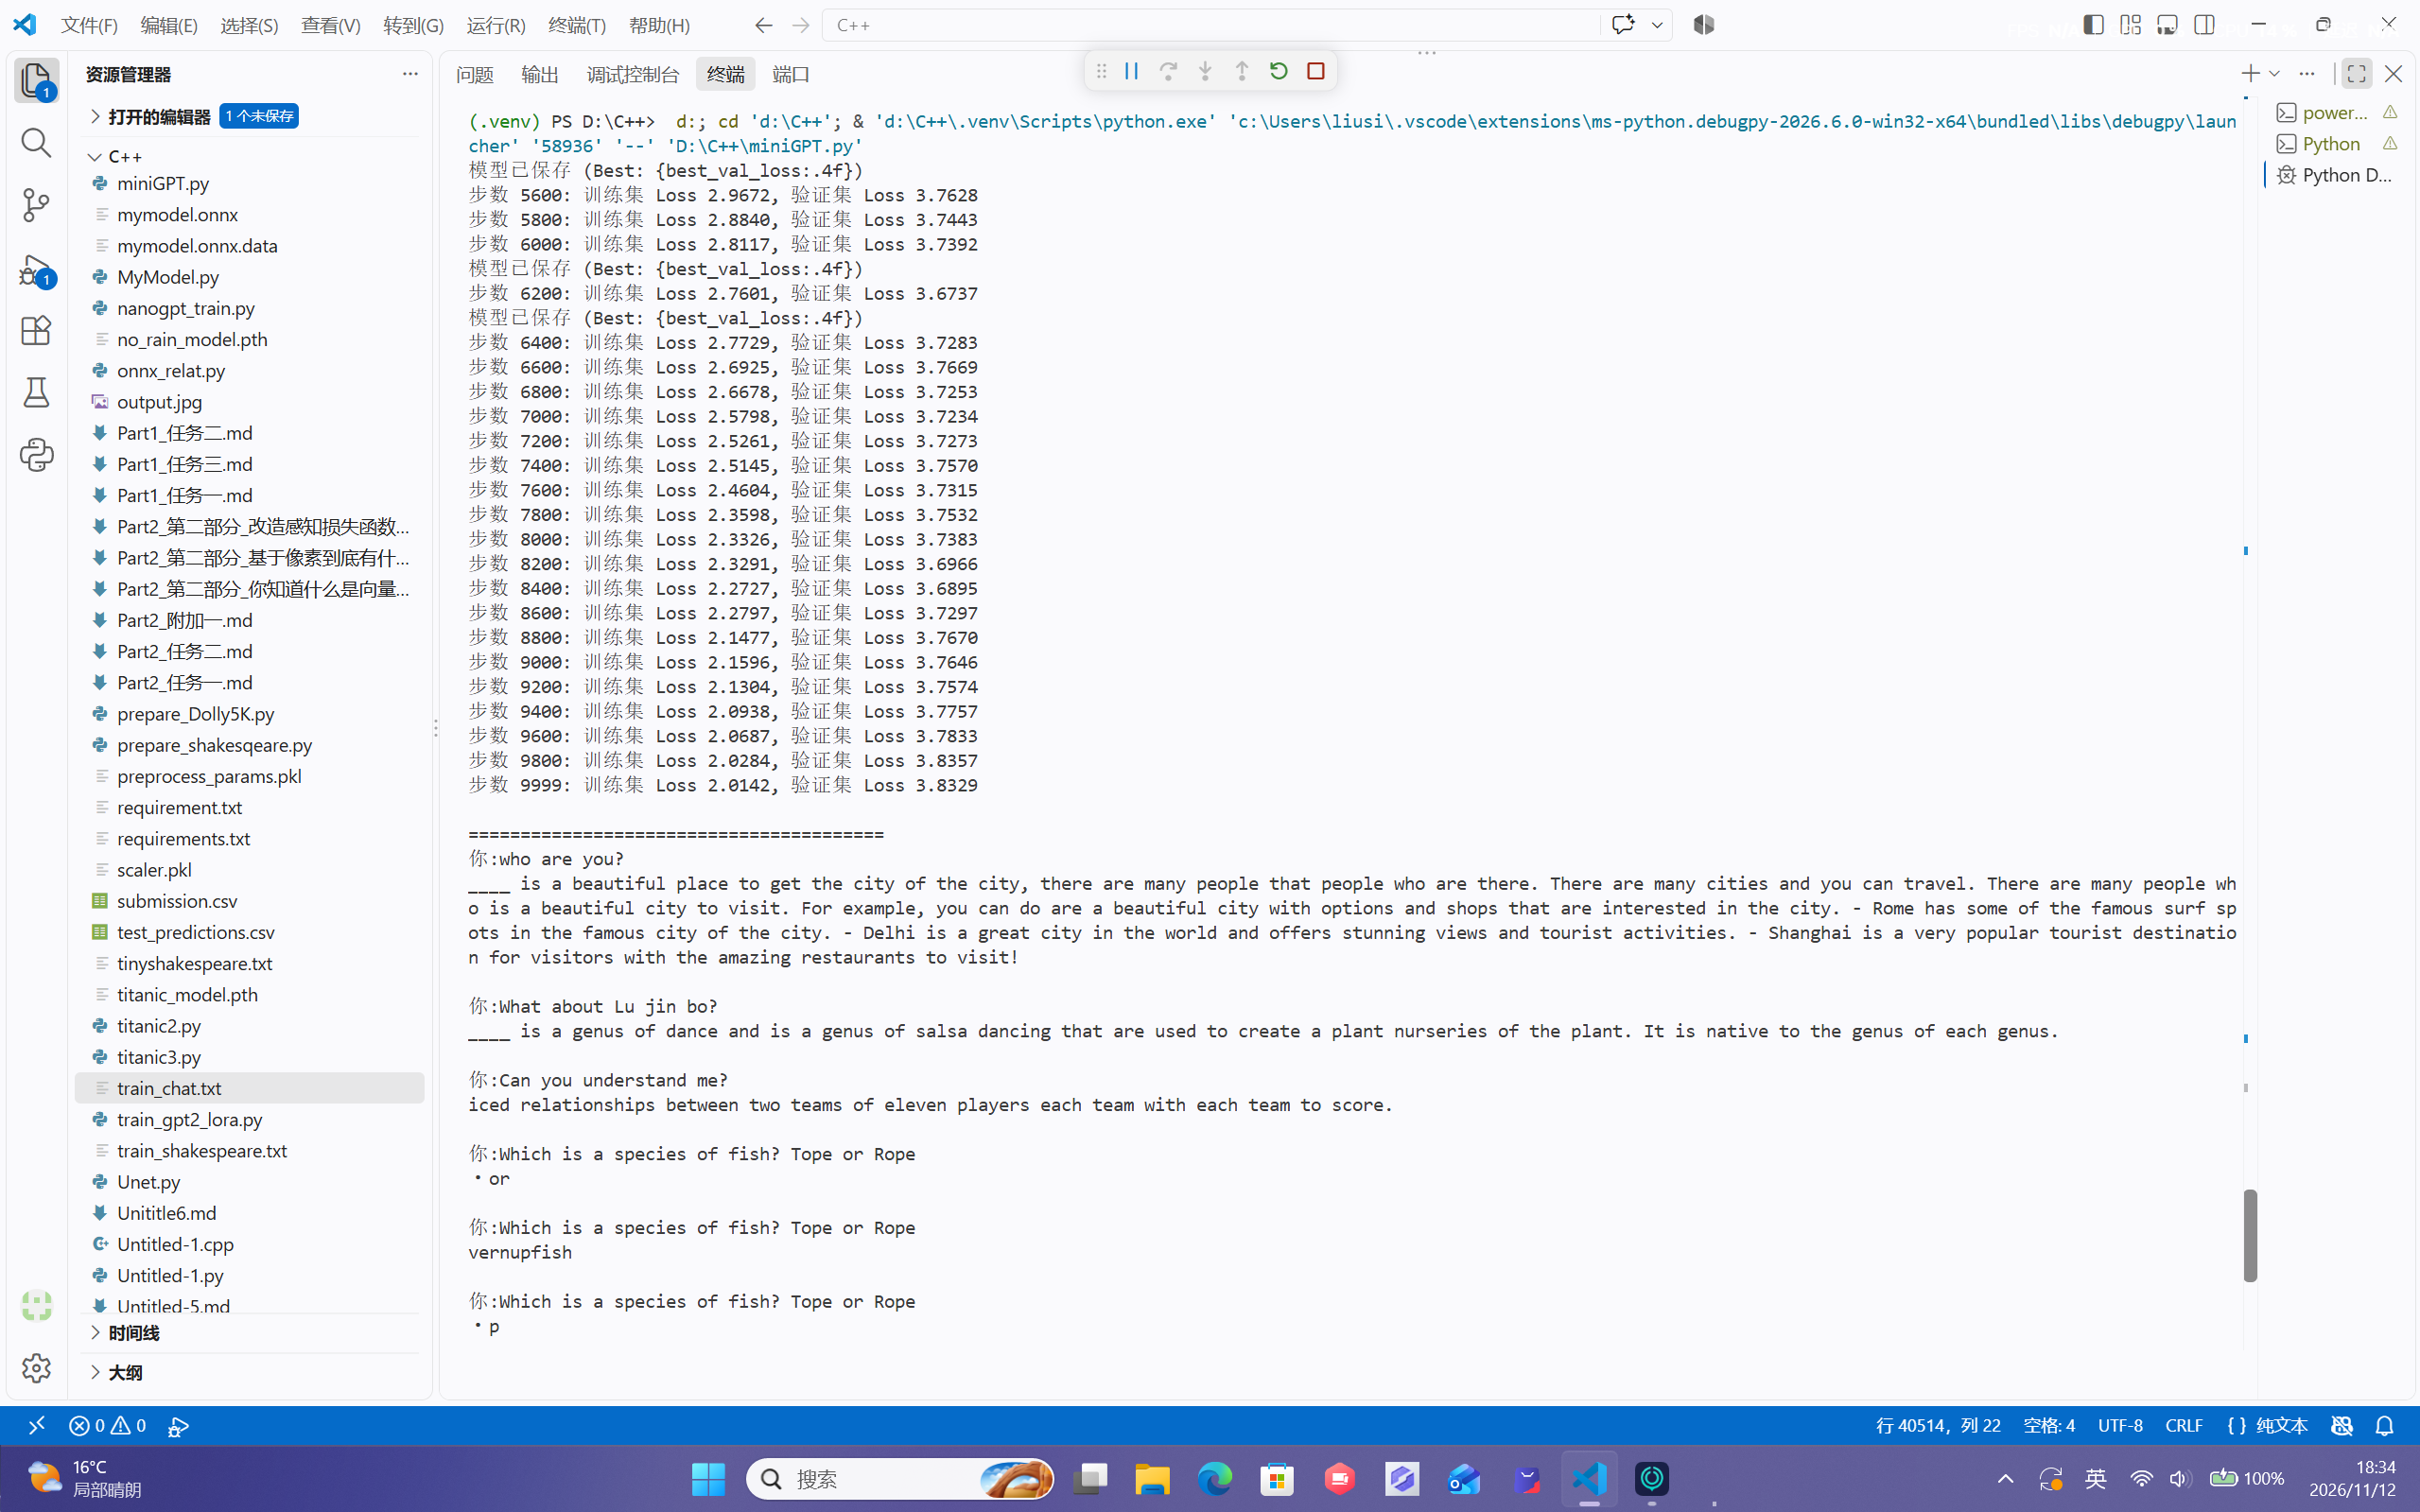 文件(F) 编辑(E) 选择(S) 查看(V) 转到(G) 运行(R) 终端(T) 帮助(H)
C++
资源管理器
打开的编辑器 1 个未保存
C++
miniGPT.py
mymodel.onnx
mymodel.onnx.data
MyModel.py
nanogpt_train.py
no_rain_model.pth
onnx_relat.py
output.jpg
Part1_任务二.md
Part1_任务三.md
Part1_任务一.md
Part2_第二部分_改造感知损失函数...
Part2_第二部分_基于像素到底有什...
Part2_第二部分_你知道什么是向量...
Part2_附加一.md
Part2_任务二.md
Part2_任务一.md
prepare_Dolly5K.py
prepare_shakesqeare.py
preprocess_params.pkl
requirement.txt
requirements.txt
scaler.pkl
submission.csv
test_predictions.csv
tinyshakespeare.txt
titanic_model.pth
titanic2.py
titanic3.py
train_chat.txt
train_gpt2_lora.py
train_shakespeare.txt
Unet.py
Unititle6.md
Untitled-1.cpp
Untitled-1.py
Untitled-5.md
时间线
大纲
1
1
问题 输出 调试控制台 终端 端口
(.venv) PS D:\C++>  d:; cd 'd:\C++'; & 'd:\C++\.venv\Scripts\python.exe' 'c:\Users\liusi\.vscode\extensions\ms-python.debugpy-2026.6.0-win32-x64\bundled\libs\debugpy\laun
cher' '58936' '--' 'D:\C++\miniGPT.py'
模型已保存 (Best: {best_val_loss:.4f})
步数 5600: 训练集 Loss 2.9672, 验证集 Loss 3.7628
步数 5800: 训练集 Loss 2.8840, 验证集 Loss 3.7443
步数 6000: 训练集 Loss 2.8117, 验证集 Loss 3.7392
模型已保存 (Best: {best_val_loss:.4f})
步数 6200: 训练集 Loss 2.7601, 验证集 Loss 3.6737
模型已保存 (Best: {best_val_loss:.4f})
步数 6400: 训练集 Loss 2.7729, 验证集 Loss 3.7283
步数 6600: 训练集 Loss 2.6925, 验证集 Loss 3.7669
步数 6800: 训练集 Loss 2.6678, 验证集 Loss 3.7253
步数 7000: 训练集 Loss 2.5798, 验证集 Loss 3.7234
步数 7200: 训练集 Loss 2.5261, 验证集 Loss 3.7273
步数 7400: 训练集 Loss 2.5145, 验证集 Loss 3.7570
步数 7600: 训练集 Loss 2.4604, 验证集 Loss 3.7315
步数 7800: 训练集 Loss 2.3598, 验证集 Loss 3.7532
步数 8000: 训练集 Loss 2.3326, 验证集 Loss 3.7383
步数 8200: 训练集 Loss 2.3291, 验证集 Loss 3.6966
步数 8400: 训练集 Loss 2.2727, 验证集 Loss 3.6895
步数 8600: 训练集 Loss 2.2797, 验证集 Loss 3.7297
步数 8800: 训练集 Loss 2.1477, 验证集 Loss 3.7670
步数 9000: 训练集 Loss 2.1596, 验证集 Loss 3.7646
步数 9200: 训练集 Loss 2.1304, 验证集 Loss 3.7574
步数 9400: 训练集 Loss 2.0938, 验证集 Loss 3.7757
步数 9600: 训练集 Loss 2.0687, 验证集 Loss 3.7833
步数 9800: 训练集 Loss 2.0284, 验证集 Loss 3.8357
步数 9999: 训练集 Loss 2.0142, 验证集 Loss 3.8329
========================================
你:who are you?
____ is a beautiful place to get the city of the city, there are many people that people who are there. There are many cities and you can travel. There are many people wh
o is a beautiful city to visit. For example, you can do are a beautiful city with options and shops that are interested in the city. - Rome has some of the famous surf sp
ots in the famous city of the city. - Delhi is a great city in the world and offers stunning views and tourist activities. - Shanghai is a very popular tourist destinatio
n for visitors with the amazing restaurants to visit!
你:What about Lu jin bo?
____ is a genus of dance and is a genus of salsa dancing that are used to create a plant nurseries of the plant. It is native to the genus of each genus.
你:Can you understand me?
iced relationships between two teams of eleven players each team with each team to score.
你:Which is a species of fish? Tope or Rope
·or
你:Which is a species of fish? Tope or Rope
vernupfish
你:Which is a species of fish? Tope or Rope
·p
power...
Python
Python D...
0 0
行 40514, 列 22 空格: 4 UTF-8 CRLF { } 纯文本
16°C
局部晴朗
搜索
英 100%
18:34
2026/11/12